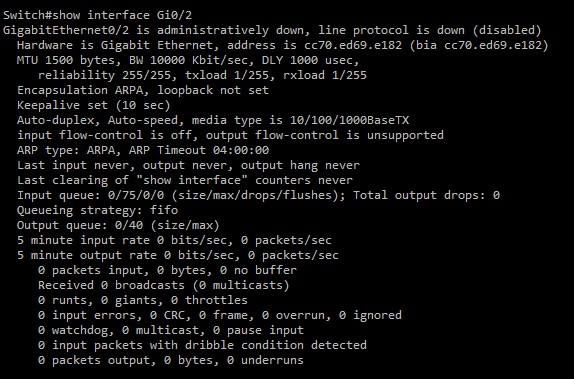 Switch#show interface Gi0/2
GigabitEthernet0/2 is administratively down, line protocol is down (disabled)
Hardware is Gigabit Ethernet, address is cc70.ed69.e182 (bia cc70.ed69.e182)
MTU 1500 bytes, BW 10000 Kbit/sec, DLY 1000 usec,
reliability 255/255, txload 1/255, rxload 1/255
Encapsulation ARPA, loopback not set
Keepalive set (10 sec)
Auto-duplex, Auto-speed, media type is 10/100/1000BaseTX
input flow-control is off, output flow-control is unsupported
ARP type: ARPA, ARP Timeout 04:00:00
Last input never, output never, output hang never
Last clearing of "show interface" counters never
Input queue: 0/75/0/0 (size/max/drops/flushes); Total output drops: 0
Queueing strategy: fifo
Output queue: 0/40 (size/max)
5 minute input rate 0 bits/sec, 0 packets/sec
5 minute output rate 0 bits/sec, 0 packets/sec
0 packets input, 0 bytes, 0 no buffer
Received 0 broadcasts (0 multicasts)
0 runts, 0 giants, 0 throttles
0 input errors, 0 CRC, 0 frame, 0 overrun, 0 ignored
0 watchdog, 0 multicast, 0 pause input
0 input packets with dribble condition detected
0 packets output, 0 bytes, 0 underruns